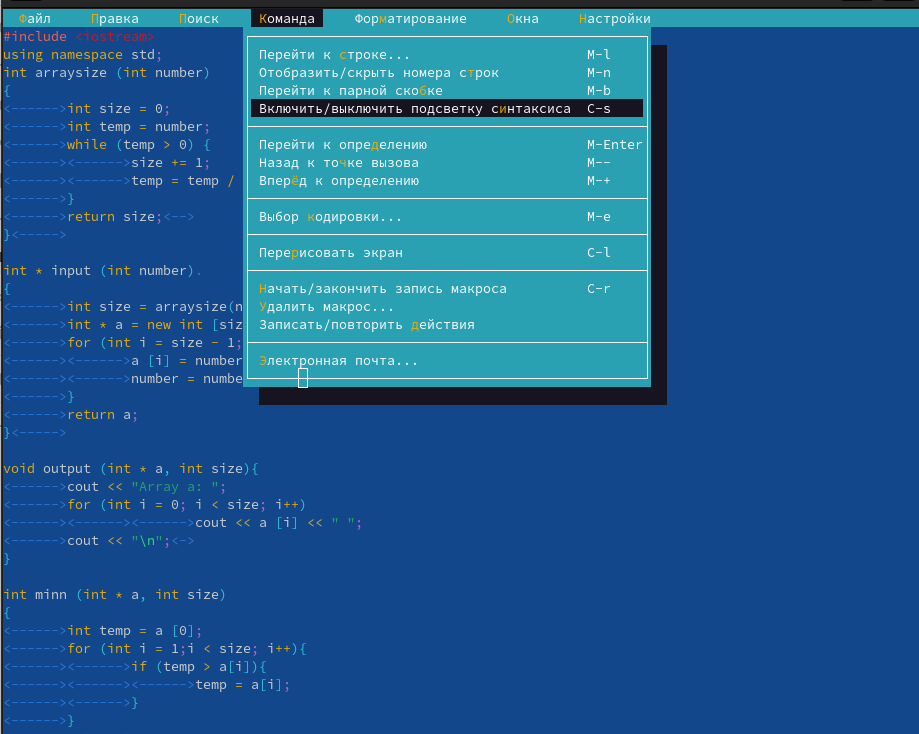 Файл Правка Поиск Команда Форматирование Окна Настройки
#include <iostream>
using namespace std;
int arraysize (int number)
{
<------>int size = 0;
<------>int temp = number;
<------>while (temp > 0) {
<------><------>size += 1;
<------><------>temp = temp /
<------>}
<------>return size;<-->
}<----->
int * input (int number).
{
<------>int size = arraysize(n
<------>int * a = new int [siz
<------>for (int i = size - 1;
<------><------>a [i] = number
<------><------>number = numbe
<------>}
<------>return a;
}<----->
void output (int * a, int size){
<------>cout << "Array a: ";
<------>for (int i = 0; i < size; i++)
<------><------><------>cout << a [i] << " ";
<------>cout << "\n";<->
}
int minn (int * a, int size)
{
<------>int temp = a [0];
<------>for (int i = 1;i < size; i++){
<------><------>if (temp > a[i]){
<------><------><------>temp = a[i];
<------><------>}
<------>}
Перейти к строке... M-l
Отобразить/скрыть номера строк M-n
Перейти к парной скобке M-b
Включить/выключить подсветку синтаксиса C-s
Перейти к определению M-Enter
Назад к точке вызова M--
Вперёд к определению M-+
Выбор кодировки... M-e
Перерисовать экран C-l
Начать/закончить запись макроса C-r
Удалить макрос...
Записать/повторить действия
Электронная почта...